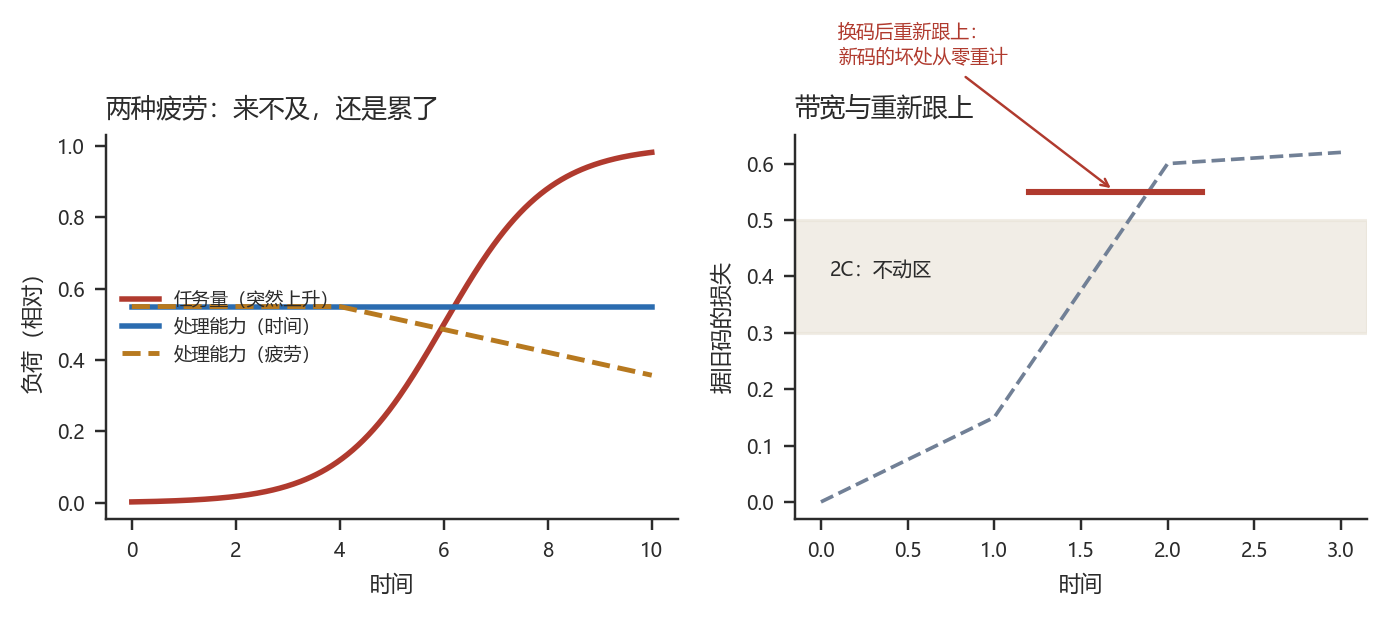 换码后重新跟上：
新码的坏处从零重计
两种疲劳：来不及，还是累了
负荷（相对）
1.0
0.8
0.6
0.4
0.2
0.0
任务量（突然上升）
处理能力（时间）
处理能力（疲劳）
0
2
4
6
8
10
时间
带宽与重新跟上
据旧码的损失
0.6
0.5
0.4
0.3
0.2
0.1
0.0
2C：不动区
0.0
0.5
1.0
1.5
2.0
2.5
3.0
时间